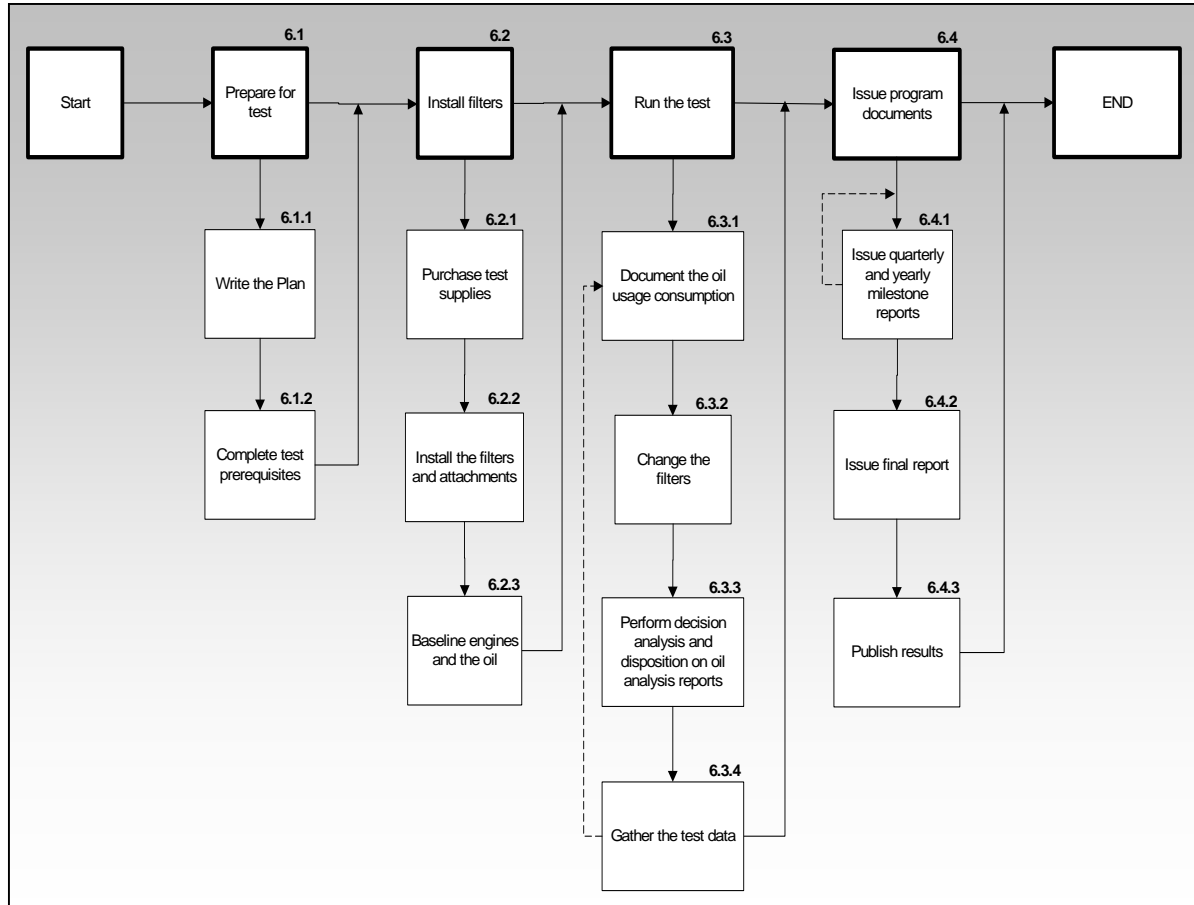 6.1
6.2
6.3
6.4
Start
Prepare for
test
Install filters
Run the test
Issue program
documents
END
6.1.1
Write the Plan
6.1.2
Complete test
prerequisites
6.2.1
Purchase test
supplies
6.2.2
Install the filters
and attachments
6.2.3
Baseline engines
and the oil
6.3.1
Document the oil
usage consumption
6.3.2
Change the
filters
6.3.3
Perform decision
analysis and
disposition on oil
analysis reports
6.3.4
Gather the test data
6.4.1
Issue quarterly
and yearly
milestone
reports
6.4.2
Issue final report
6.4.3
Publish results